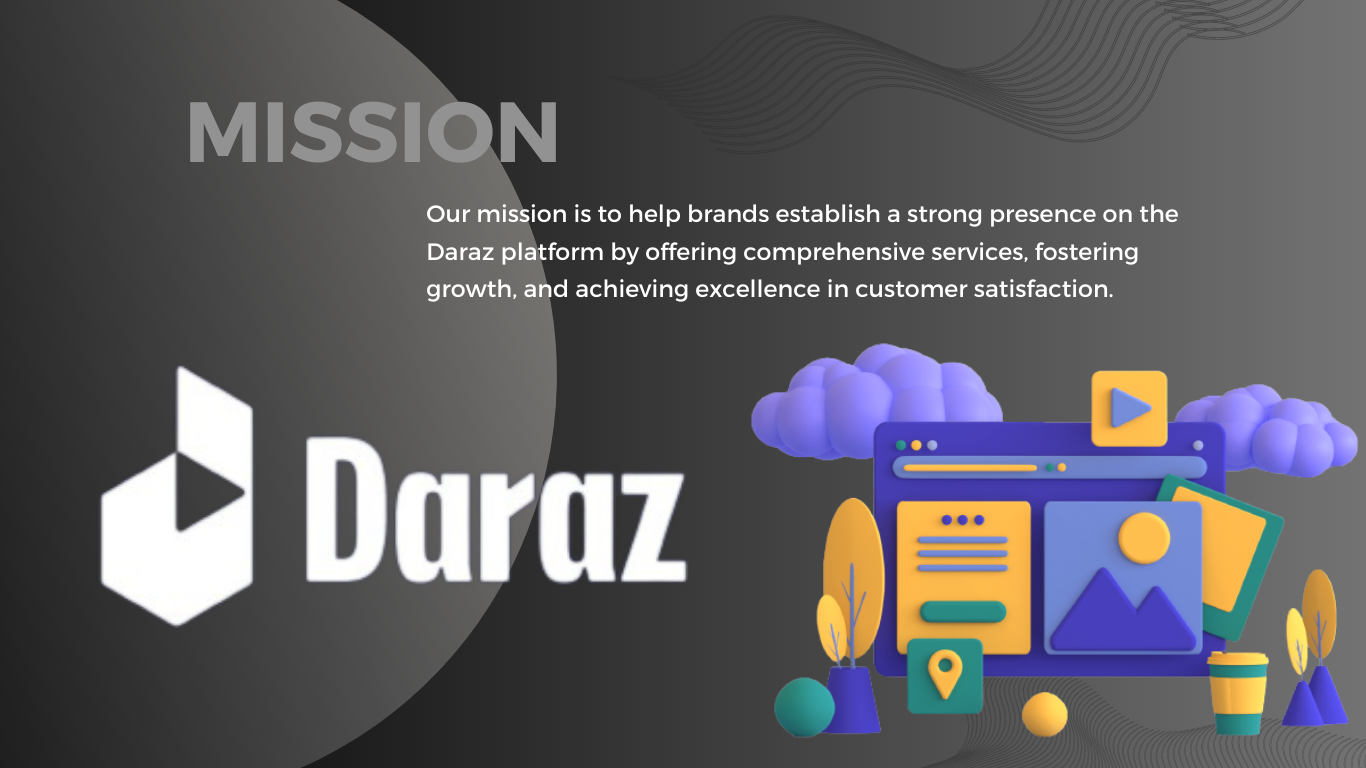 MISSION
Our mission is to help brands establish a strong presence on the
Daraz platform by offering comprehensive services, fostering
growth, and achieving excellence in customer satisfaction.
Daraz